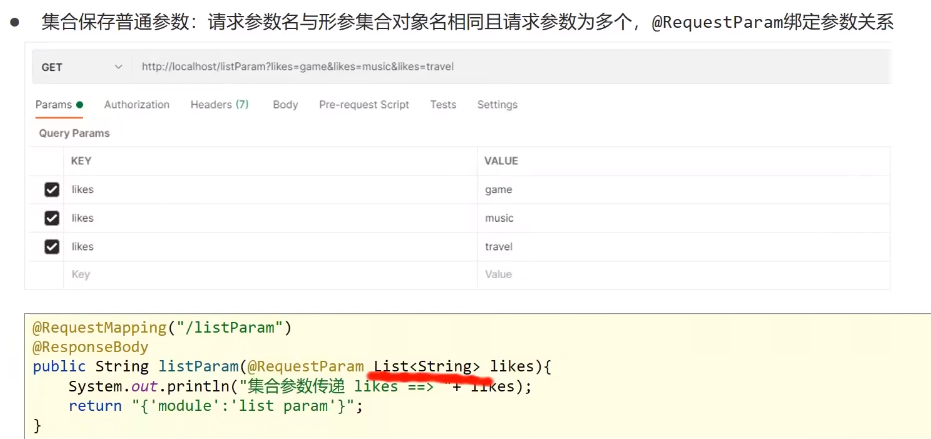 ● 集合保存普通参数：请求参数名与形参集合对象名相同且请求参数为多个，@RequestParam绑定参数关系
GET http://localhost/listParam?likes=game&likes=music&likes=travel
Params Authorization Headers (7) Body Pre-request Script Tests Settings
Query Params
KEY VALUE
likes game
likes music
likes travel
Key Value
@RequestMapping("/listParam")
@ResponseBody
public String listParam(@RequestParam List<String> likes){
System.out.println("集合参数传递 likes ==> "+ likes);
return "{'module':'list param'}";
}